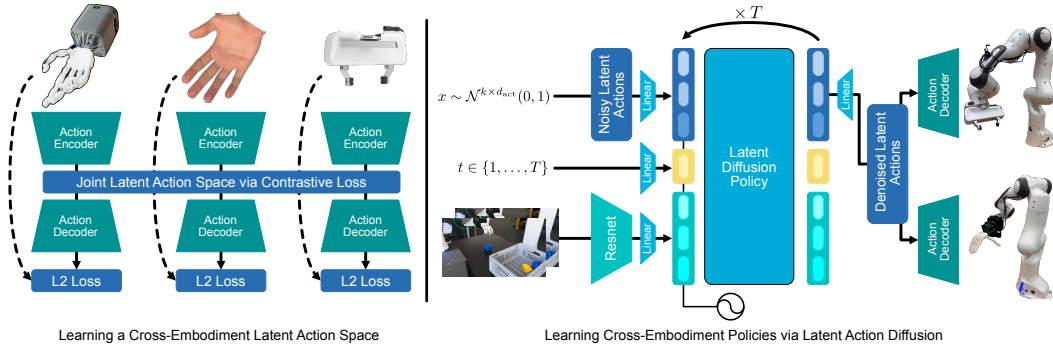 Action
Encoder
Action
Encoder
Action
Encoder
Joint Latent Action Space via Contrastive Loss
Action
Decoder
Action
Decoder
Action
Decoder
L2 Loss
L2 Loss
L2 Loss
Learning a Cross-Embodiment Latent Action Space
× T
x ∼ 𝒩^{k×d_act}(0, 1)
Noisy Latent
Actions
Linear
t ∈ {1, . . . , T}
Linear
Resnet
Linear
Latent
Diffusion
Policy
Linear
Denoised Latent
Actions
Action
Decoder
Action
Decoder
Learning Cross-Embodiment Policies via Latent Action Diffusion